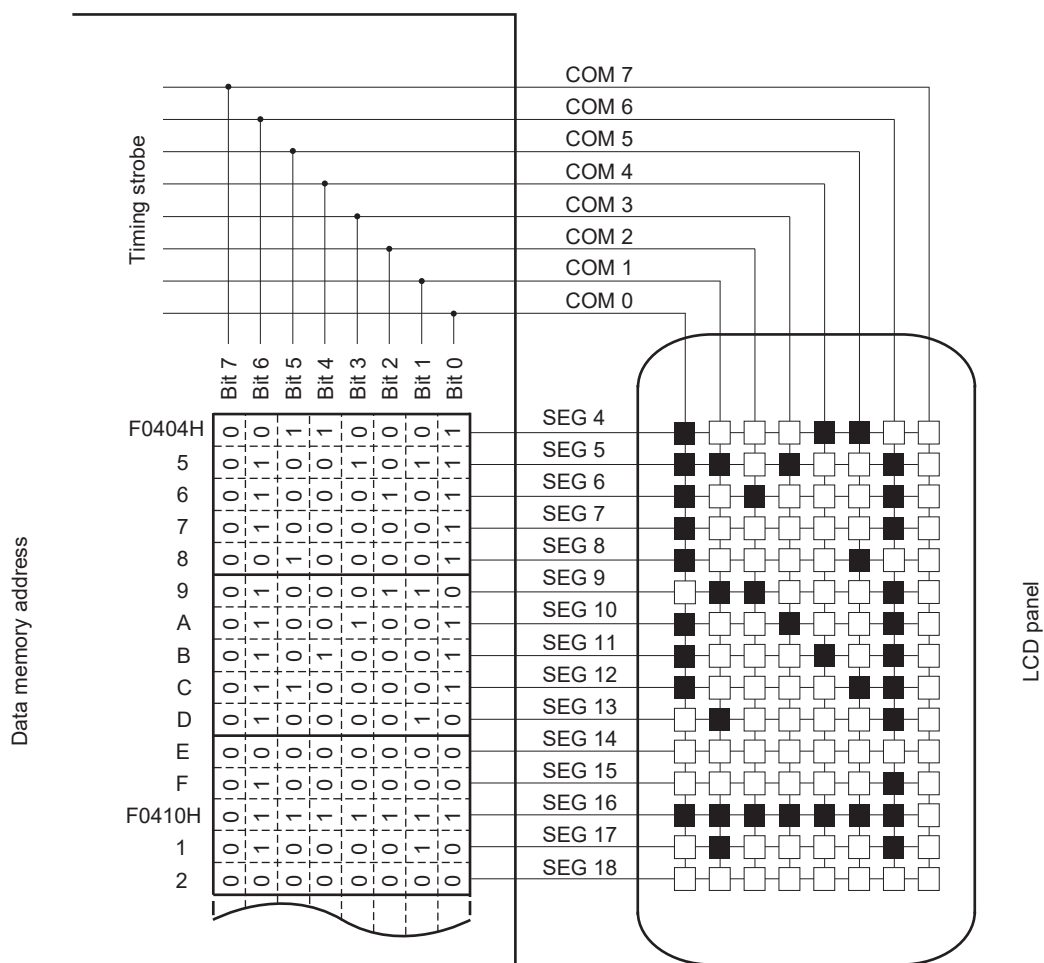 COM 7
COM 6
COM 5
COM 4
COM 3
COM 2
COM 1
COM 0
Timing strobe
Bit 7 Bit 6 Bit 5 Bit 4 Bit 3 Bit 2 Bit 1 Bit 0
F0404H 0 0 1 1 0 0 0 1 SEG 4
5 0 1 0 0 1 0 1 1 SEG 5
6 0 1 0 0 0 1 0 1 SEG 6
7 0 1 0 0 0 0 0 1 SEG 7
8 0 0 1 0 0 0 0 1 SEG 8
9 0 1 0 0 0 1 1 0 SEG 9
A 0 1 0 0 1 0 0 1 SEG 10
B 0 1 0 1 0 0 0 1 SEG 11
C 0 1 1 0 0 0 0 1 SEG 12
D 0 1 0 0 0 0 1 0 SEG 13
E 0 0 0 0 0 0 0 0 SEG 14
F 0 1 0 0 0 0 0 0 SEG 15
F0410H 0 1 1 1 1 1 1 1 SEG 16
1 0 1 0 0 0 0 1 0 SEG 17
2 0 0 0 0 0 0 0 0 SEG 18
Data memory address
LCD panel